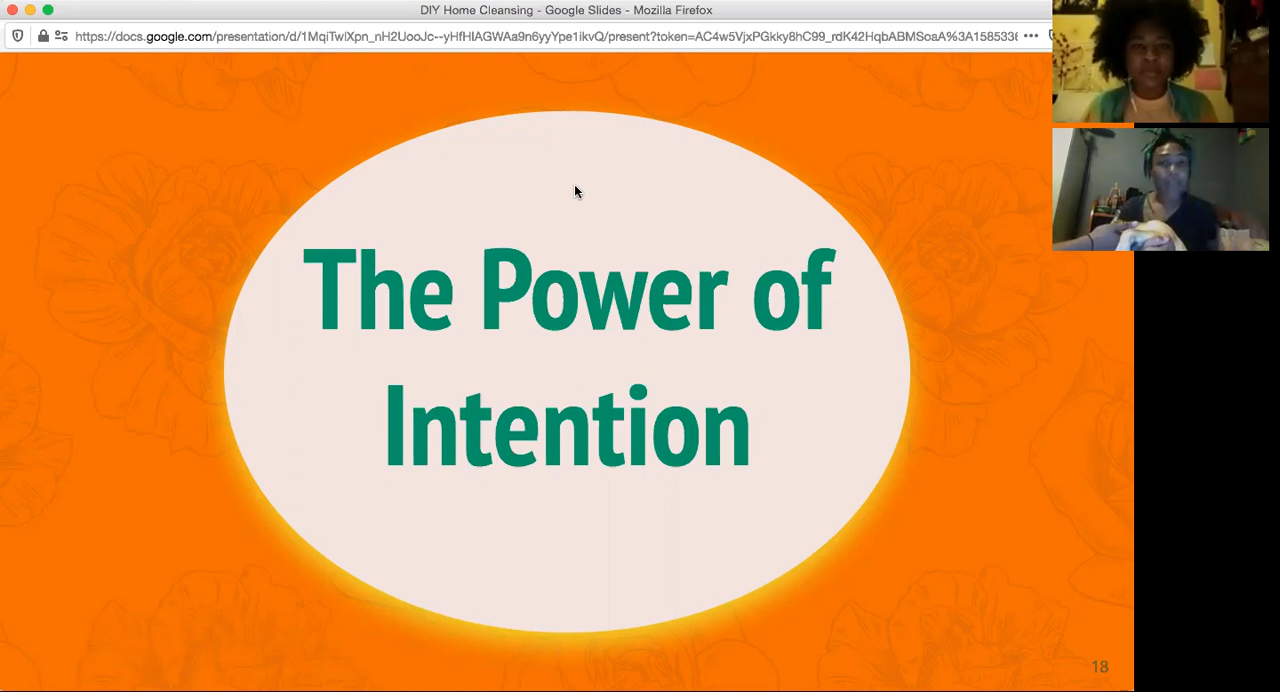 DIY Home Cleansing - Google Slides - Mozilla Firefox
The Power of
Intention
18